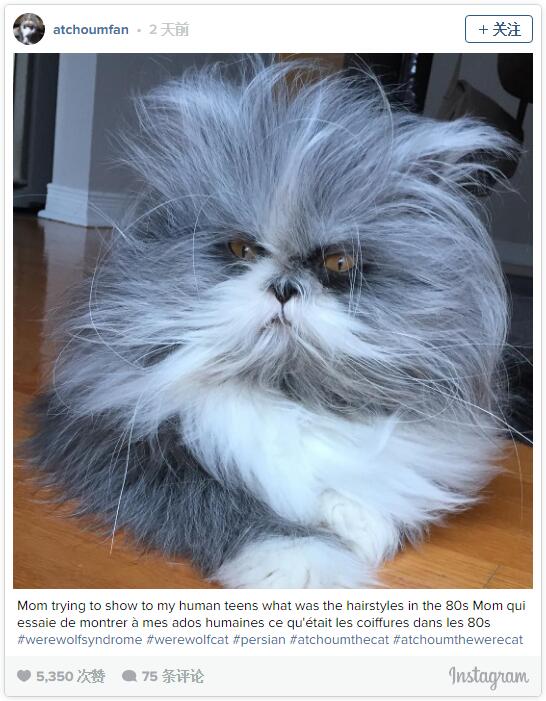 atchoumfan • 2 天前
+ 关注
Mom trying to show to my human teens what was the hairstyles in the 80s Mom qui
essaie de montrer à mes ados humaines ce qu'était les coiffures dans les 80s
#werewolfsyndrome #werewolfcat #persian #atchoumthecat #atchoumthewerecat
5,350 次赞 75 条评论
Instagram